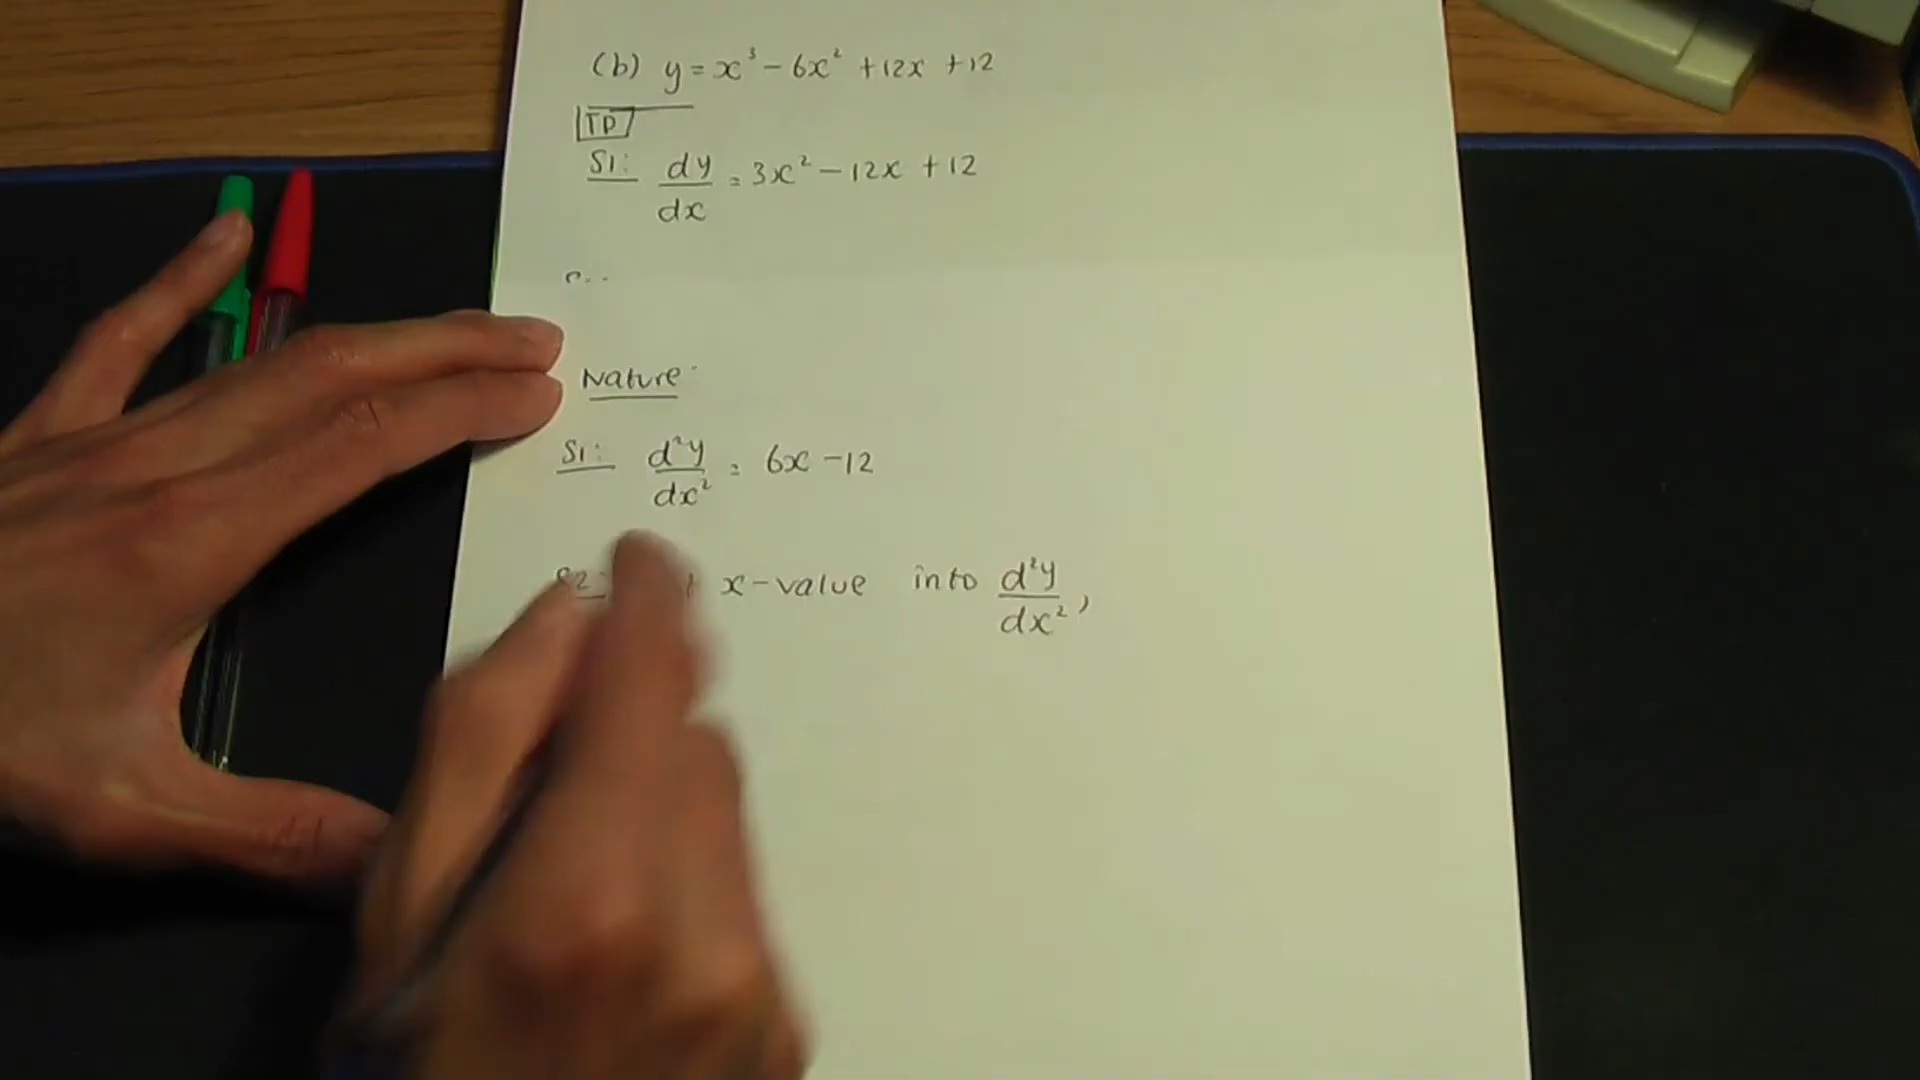 (b) y = x³ - 6x² + 12x + 12
TP
S1: dy/dx = 3x² - 12x + 12
Nature:
S1: d²y/dx² = 6x - 12
S2: x-value into d²y/dx²,